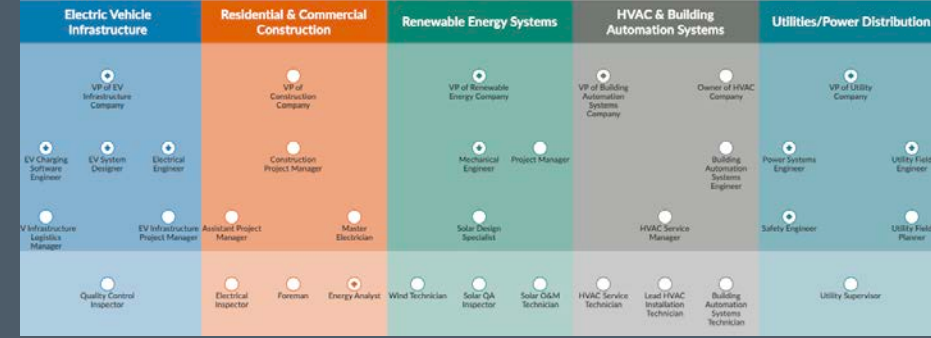 Electric Vehicle
Infrastructure
Residential & Commercial
Construction
Renewable Energy Systems
HVAC & Building
Automation Systems
Utilities/Power Distribution
VP of EV
Infrastructure
Company
VP of
Construction
Company
VP of Renewable
Energy Company
VP of Building
Automation
Systems
Company
Owner of HVAC
Company
VP of Utility
Company
EV Charging
Software
Engineer
EV System
Designer
Electrical
Engineer
Construction
Project Manager
Mechanical
Engineer
Project Manager
Building
Automation
Systems
Engineer
Power Systems
Engineer
Utility Field
Engineer
V Infrastructure
Logistics
Manager
EV Infrastructure
Project Manager
Assistant Project
Manager
Master
Electrician
Solar Design
Specialist
HVAC Service
Manager
Safety Engineer
Utility Field
Planner
Quality Control
Inspector
Electrical
Inspector
Foreman
Energy Analyst
Wind Technician
Solar QA
Inspector
Solar O&M
Technician
HVAC Service
Technician
Lead HVAC
Installation
Technician
Building
Automation
Systems
Technician
Utility Supervisor